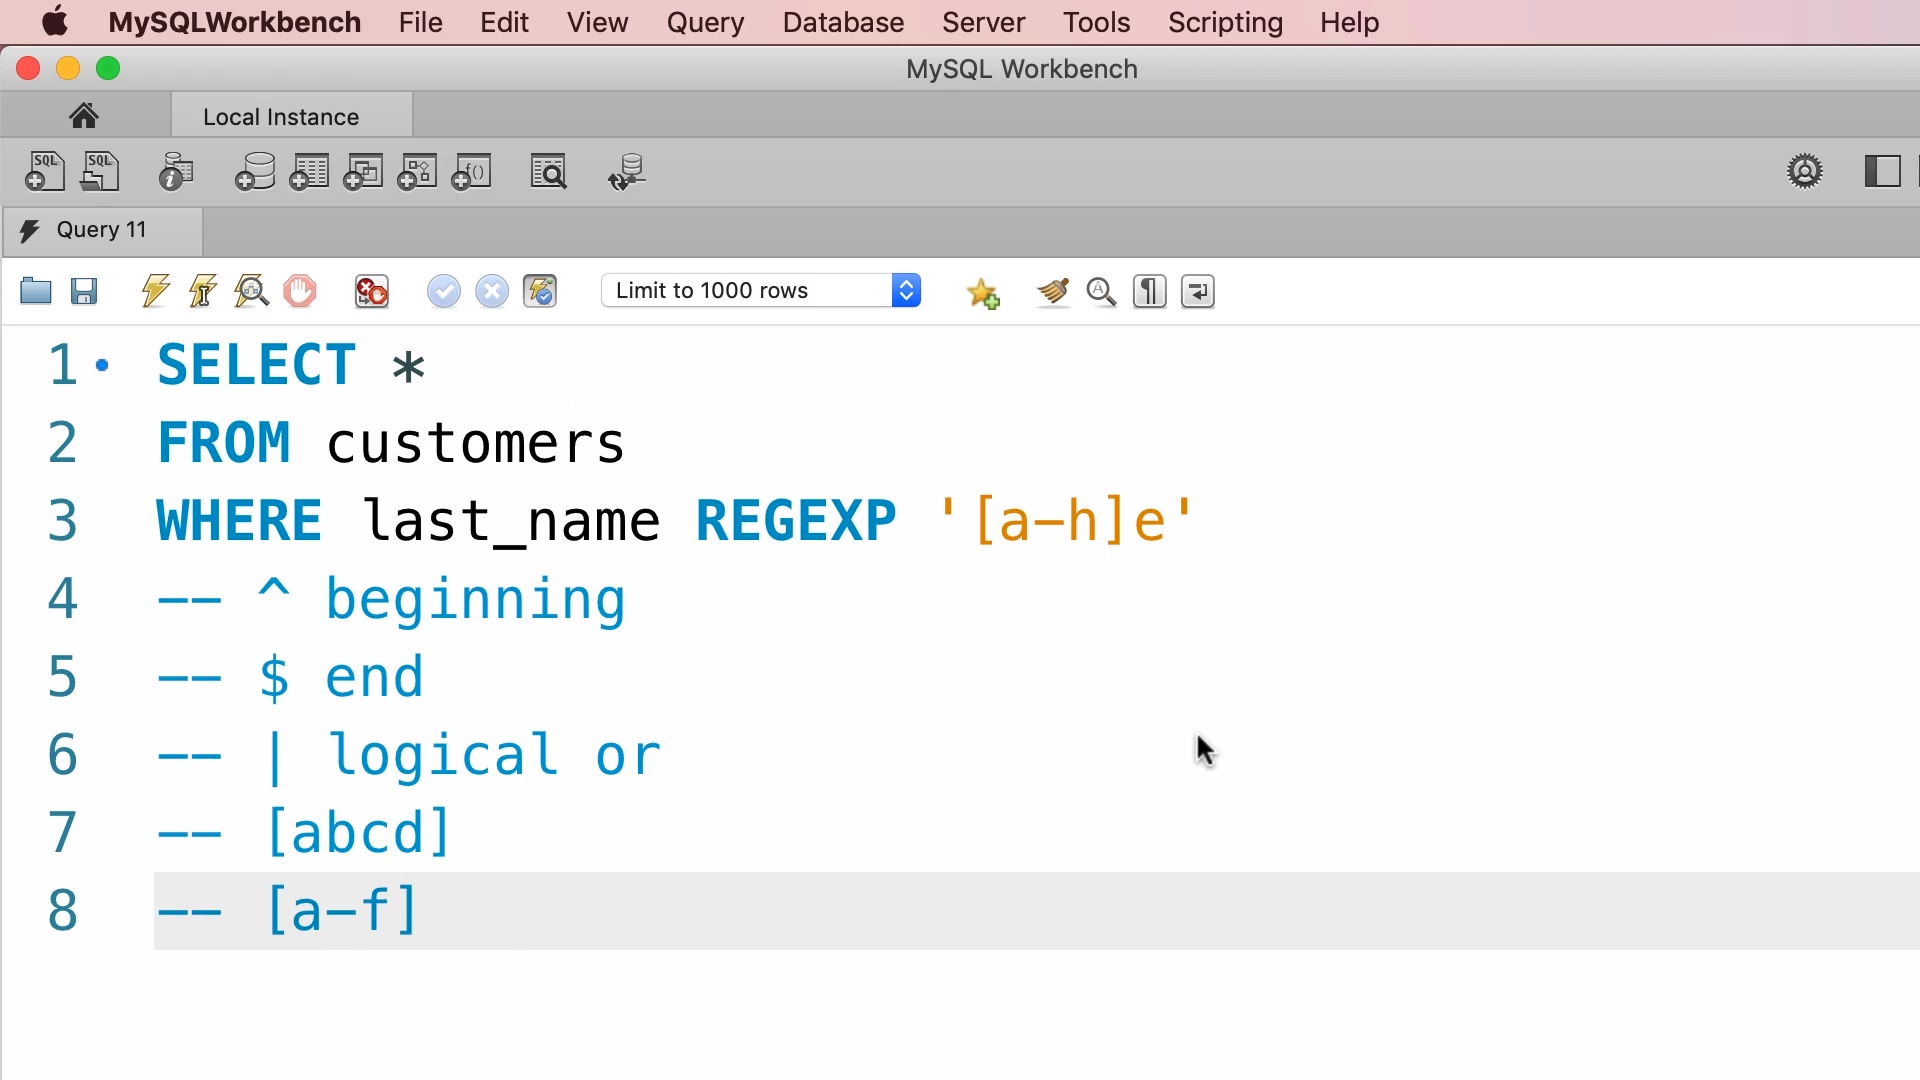 MySQLWorkbench File Edit View Query Database Server Tools Scripting Help
MySQL Workbench
Local Instance
SQL SQL
Query 11
Limit to 1000 rows
1 SELECT *
2 FROM customers
3 WHERE last_name REGEXP '[a-h]e'
4 -- ^ beginning
5 -- $ end
6 -- | logical or
7 -- [abcd]
8 -- [a-f]